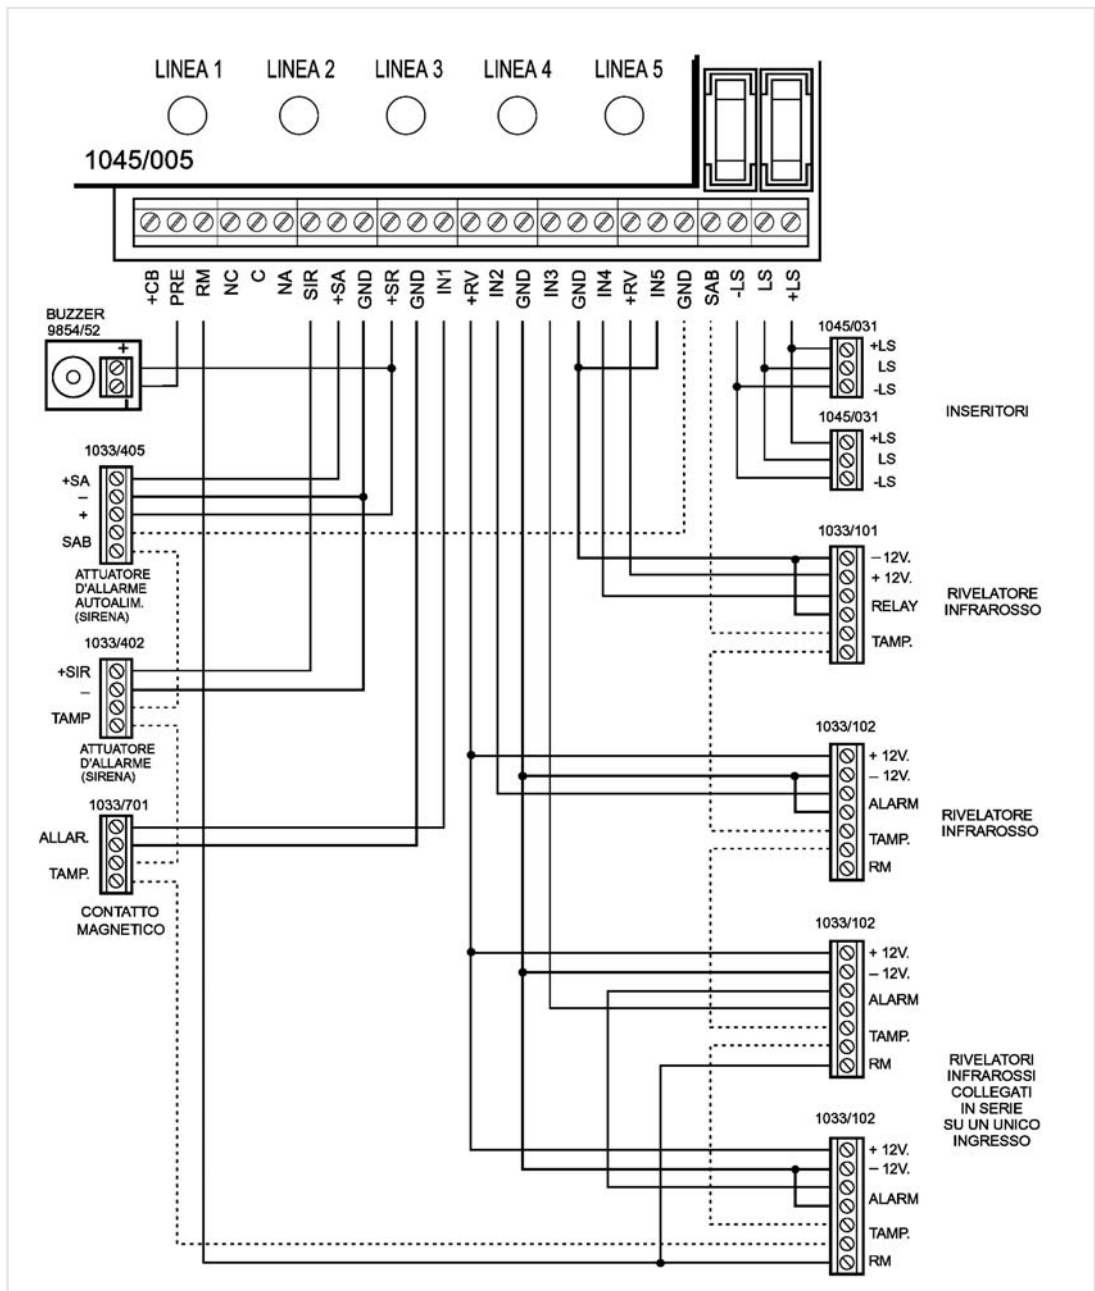 LINEA 1 LINEA 2 LINEA 3 LINEA 4 LINEA 5
1045/005
+CB PRE RM NC C NA SIR +SA GND +SR GND IN1 +RV IN2 GND IN3 GND IN4 +RV IN5 GND SAB -LS LS +LS
BUZZER
9854/52
+
–
1033/405
+SA
–
+
SAB
ATTUATORE
D'ALLARME
AUTOALIM.
(SIRENA)
1033/402
+SIR
–
TAMP
ATTUATORE
D'ALLARME
(SIRENA)
1033/701
ALLAR.
TAMP.
CONTATTO
MAGNETICO
1045/031
+LS
LS
-LS
1045/031
+LS
LS
-LS
INSERITORI
1033/101
– 12V.
+ 12V.
RELAY
TAMP.
RIVELATORE
INFRAROSSO
1033/102
+ 12V.
– 12V.
ALARM
TAMP.
RM
RIVELATORE
INFRAROSSO
1033/102
+ 12V.
– 12V.
ALARM
TAMP.
RM
1033/102
+ 12V.
– 12V.
ALARM
TAMP.
RM
RIVELATORI
INFRAROSSI
COLLEGATI
IN SERIE
SU UN UNICO
INGRESSO